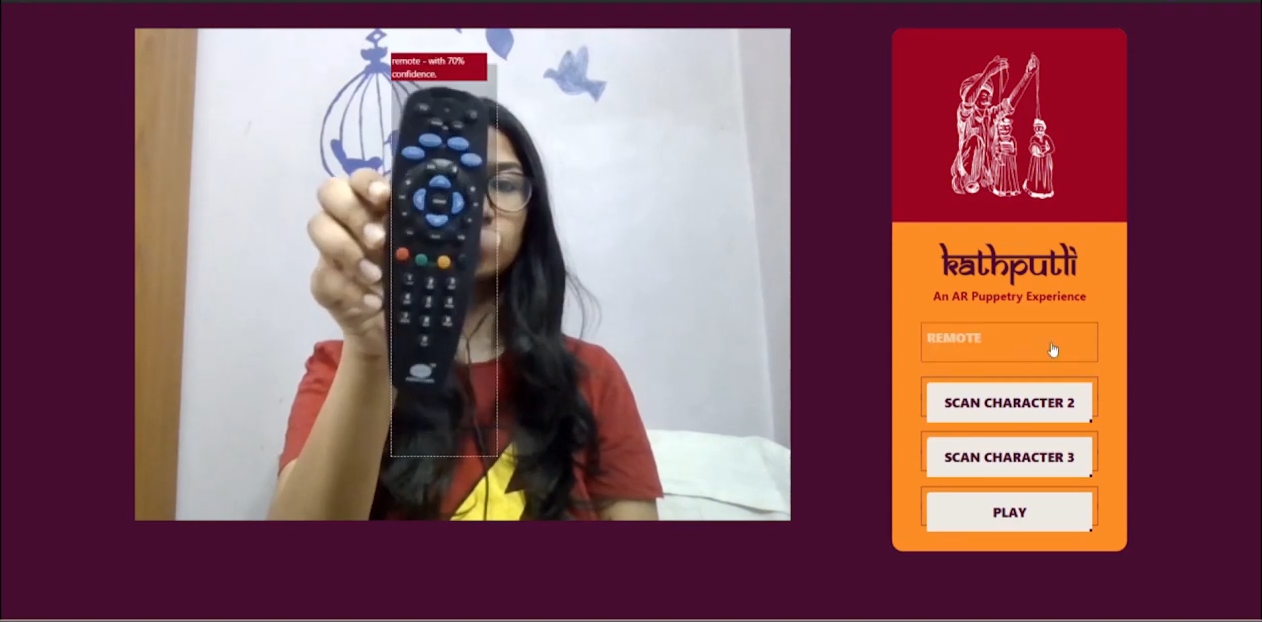 remote - with 70%
confidence.
kathputli
An AR Puppetry Experience
REMOTE
SCAN CHARACTER 2
SCAN CHARACTER 3
PLAY